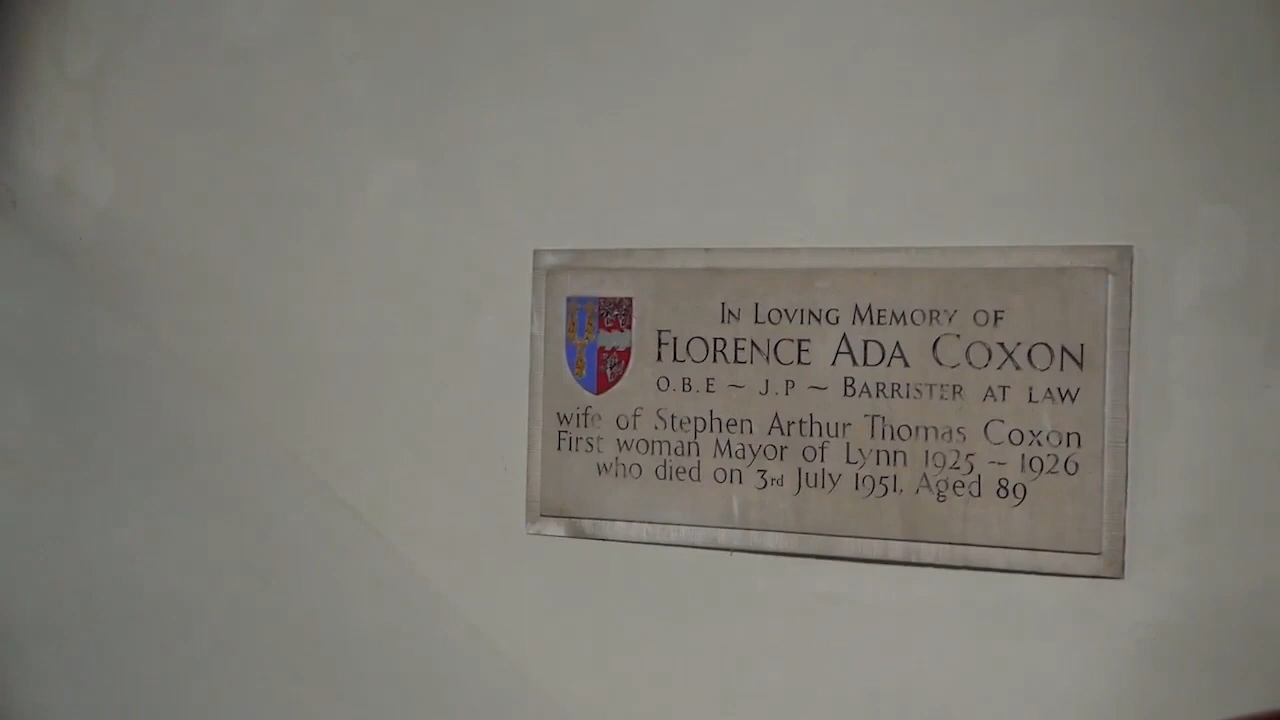 In Loving Memory of
Florence Ada Coxon
O.B.E ~ J.P ~ Barrister at Law
wife of Stephen Arthur Thomas Coxon
First woman Mayor of Lynn 1925 ~ 1926
who died on 3rd July 1951, Aged 89